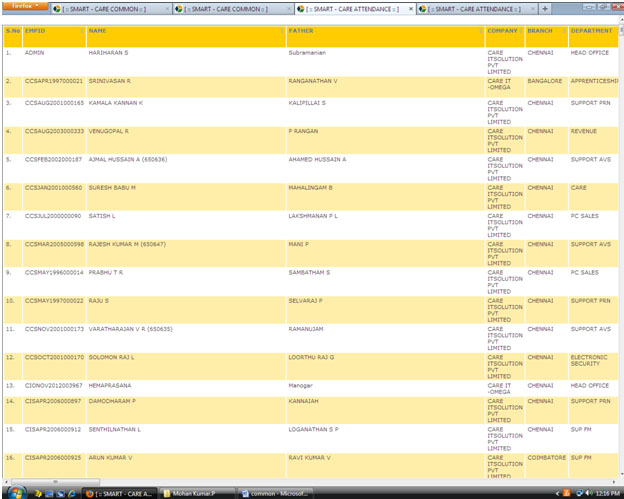 firefox
[ :: SMART - CARE COMMON :: ] × [ :: SMART - CARE COMMON :: ] × [ :: SMART - CARE ATTENDANCE :: ] × [ :: SMART - CARE ATTENDANCE :: ] × +
S.No EMPID NAME FATHER COMPANY BRANCH DEPARTMENT
1. ADMIN HARIHARAN S Subramanian CARE ITSOLUTION PVT LIMITED CHENNAI HEAD OFFICE
2. CCSAPR1997000021 SRINIVASAN R RANGANATHAN V CARE IT -OMEGA BANGALORE APPRENTICESHI
3. CCSAUG2001000165 KAMALA KANNAN K KALIPILLAI S CARE ITSOLUTION PVT LIMITED CHENNAI SUPPORT PRN
4. CCSAUG2003000333 VENUGOPAL R P RANGAN CARE ITSOLUTION PVT LIMITED CHENNAI REVENUE
5. CCSFEB2002000187 AJMAL HUSSAIN A (650636) AHAMED HUSSAIN A CARE ITSOLUTION PVT LIMITED CHENNAI SUPPORT AVS
6. CCSJAN2001000560 SURESH BABU M MAHALINGAM B CARE ITSOLUTION PVT LIMITED CHENNAI CARE
7. CCSJUL2000000090 SATISH L LAKSHMANAN P L CARE ITSOLUTION PVT LIMITED CHENNAI PC SALES
8. CCSMAR2005000598 RAJESH KUMAR M (650647) MANI P CARE ITSOLUTION PVT LIMITED CHENNAI SUPPORT AVS
9. CCSMAY1996000014 PRABHU T R SAMBATHAM S CARE ITSOLUTION PVT LIMITED CHENNAI PC SALES
10. CCSMAY1997000022 RAJU S SELVARAJ P CARE ITSOLUTION PVT LIMITED CHENNAI SUPPORT PRN
11. CCSNOV2001000173 VARATHARAJAN V R (650635) RAMANUJAM CARE ITSOLUTION PVT LIMITED CHENNAI SUPPORT AVS
12. CCSOCT2001000170 SOLOMON RAJ L LOORTHU RAJ G CARE ITSOLUTION PVT LIMITED CHENNAI ELECTRONIC SECURITY
13. CIONOV2012003967 HEMAPRASANA Manogar CARE IT -OMEGA CHENNAI HEAD OFFICE
14. CISAPR2006000897 DAMODHARAM P KANNAIAH CARE ITSOLUTION PVT LIMITED CHENNAI SUPPORT PRN
15. CISAPR2006000912 SENTHILNATHAN L LOGANATHAN S P CARE ITSOLUTION PVT LIMITED CHENNAI SUP FM
16. CISAPR2006000925 ARUN KUMAR V RAVI KUMAR V CARE ITSOLUTION PVT LIMITED COIMBATORE SUP FM
[ :: SMART - CARE A... Mohan Kumar.P common - Microsof... 12:16 PM